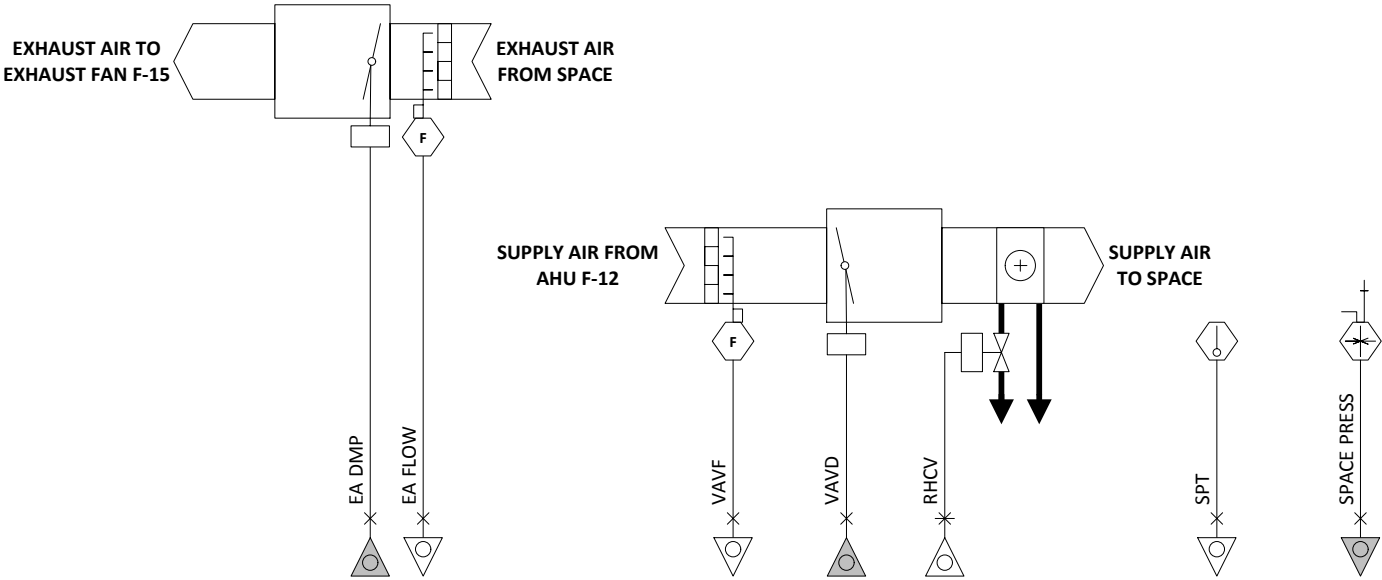 EXHAUST AIR TO
EXHAUST FAN F-15
EXHAUST AIR
FROM SPACE
F
SUPPLY AIR FROM
AHU F-12
SUPPLY AIR
TO SPACE
F
EA DMP
EA FLOW
VAVF
VAVD
RHCV
SPT
SPACE PRESS